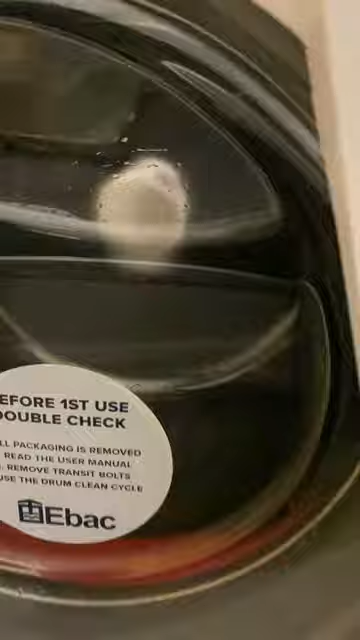 EFORE 1ST USE
DOUBLE CHECK
LL PACKAGING IS REMOVED
READ THE USER MANUAL
REMOVE TRANSIT BOLTS
USE THE DRUM CLEAN CYCLE
Ebac